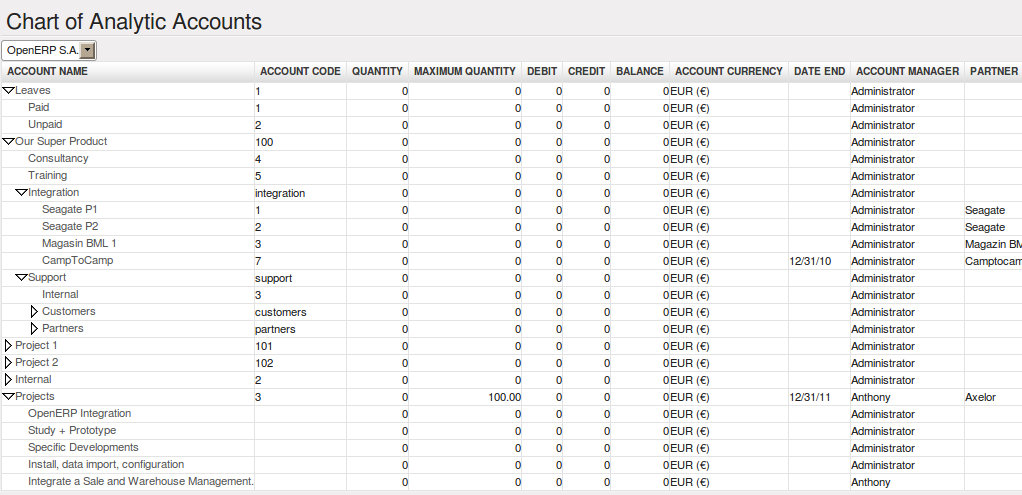 Chart of Analytic Accounts
OpenERP S.A.
ACCOUNT NAME ACCOUNT CODE QUANTITY MAXIMUM QUANTITY DEBIT CREDIT BALANCE ACCOUNT CURRENCY DATE END ACCOUNT MANAGER PARTNER
Leaves 1 0 0 0 0 0 EUR (€) Administrator
Paid 1 0 0 0 0 0 EUR (€) Administrator
Unpaid 2 0 0 0 0 0 EUR (€) Administrator
Our Super Product 100 0 0 0 0 0 EUR (€) Administrator
Consultancy 4 0 0 0 0 0 EUR (€) Administrator
Training 5 0 0 0 0 0 EUR (€) Administrator
Integration integration 0 0 0 0 0 EUR (€) Administrator
Seagate P1 1 0 0 0 0 0 EUR (€) Administrator Seagate
Seagate P2 2 0 0 0 0 0 EUR (€) Administrator Seagate
Magasin BML 1 3 0 0 0 0 0 EUR (€) Administrator Magazin BM
CampToCamp 7 0 0 0 0 0 EUR (€) 12/31/10 Administrator Camptocam
Support support 0 0 0 0 0 EUR (€) Administrator
Internal 3 0 0 0 0 0 EUR (€) Administrator
Customers customers 0 0 0 0 0 EUR (€) Administrator
Partners partners 0 0 0 0 0 EUR (€) Administrator
Project 1 101 0 0 0 0 0 EUR (€) Administrator
Project 2 102 0 0 0 0 0 EUR (€) Administrator
Internal 2 0 0 0 0 0 EUR (€) Administrator
Projects 3 0 100.00 0 0 0 EUR (€) 12/31/11 Anthony Axelor
OpenERP Integration 0 0 0 0 0 EUR (€) Administrator
Study + Prototype 0 0 0 0 0 EUR (€) Administrator
Specific Developments 0 0 0 0 0 EUR (€) Administrator
Install, data import, configuration 0 0 0 0 0 EUR (€) Administrator
Integrate a Sale and Warehouse Management. 0 0 0 0 0 EUR (€) Anthony